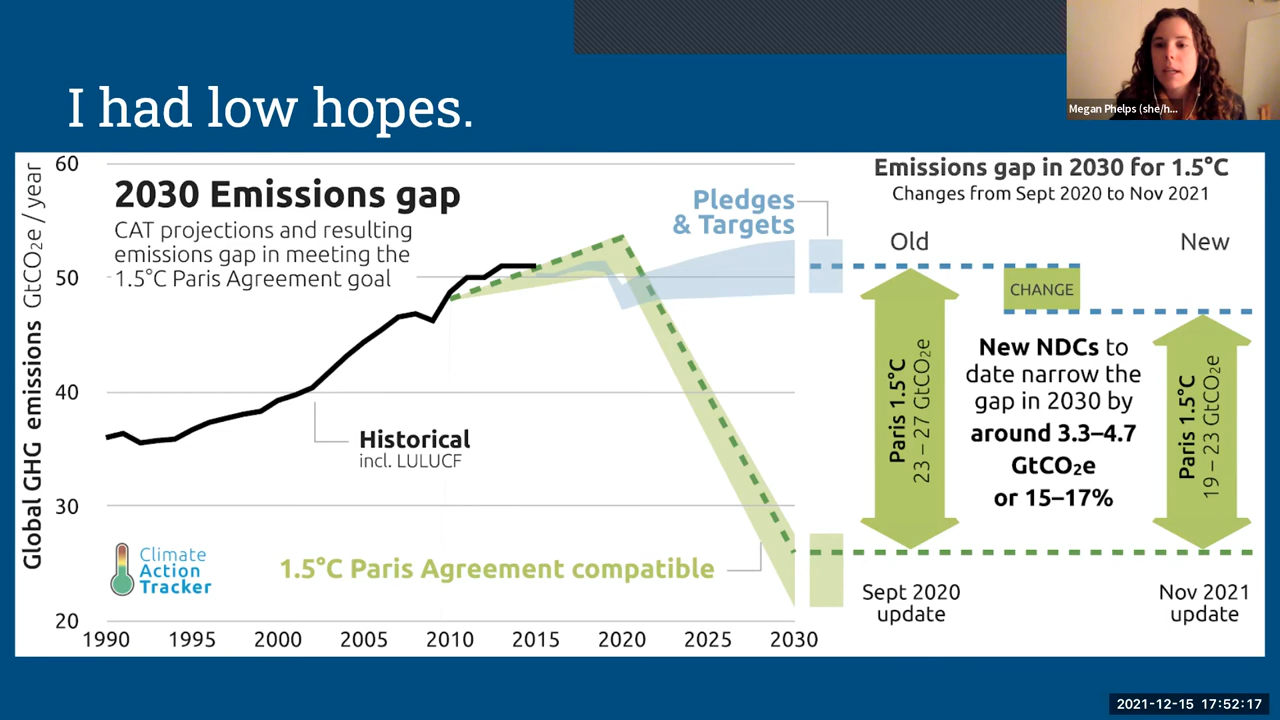 I had low hopes.
Megan Phelps (she/h...
Global GHG emissions GtCO₂e / year
60
50
40
30
20
2030 Emissions gap
CAT projections and resulting
emissions gap in meeting the
1.5°C Paris Agreement goal
Pledges
& Targets
Historical
incl. LULUCF
Climate
Action
Tracker
1.5°C Paris Agreement compatible
1990 1995 2000 2005 2010 2015 2020 2025 2030
Emissions gap in 2030 for 1.5°C
Changes from Sept 2020 to Nov 2021
Old
New
CHANGE
Paris 1.5°C
23 – 27 GtCO₂e
New NDCs to
date narrow the
gap in 2030 by
around 3.3–4.7
GtCO₂e
or 15–17%
Paris 1.5°C
19 – 23 GtCO₂e
Sept 2020
update
Nov 2021
update
2021-12-15 17:52:17